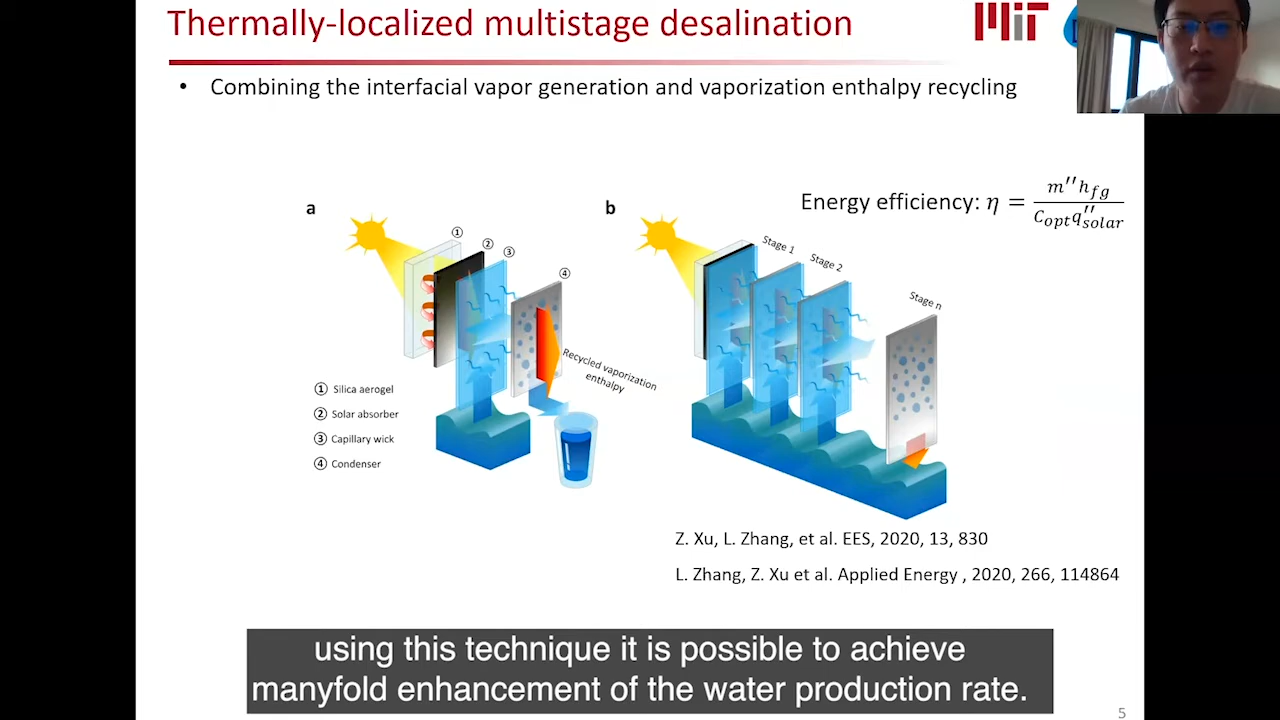 Thermally-localized multistage desalination
MIT
• Combining the interfacial vapor generation and vaporization enthalpy recycling
Energy efficiency: η = m′′h_fg / C_opt q′′_solar
a
b
①
②
③
④
Stage 1
Stage 2
Stage n
Recycled vaporization
enthalpy
① Silica aerogel
② Solar absorber
③ Capillary wick
④ Condenser
Z. Xu, L. Zhang, et al. EES, 2020, 13, 830
L. Zhang, Z. Xu et al. Applied Energy , 2020, 266, 114864
using this technique it is possible to achieve
manyfold enhancement of the water production rate.
5